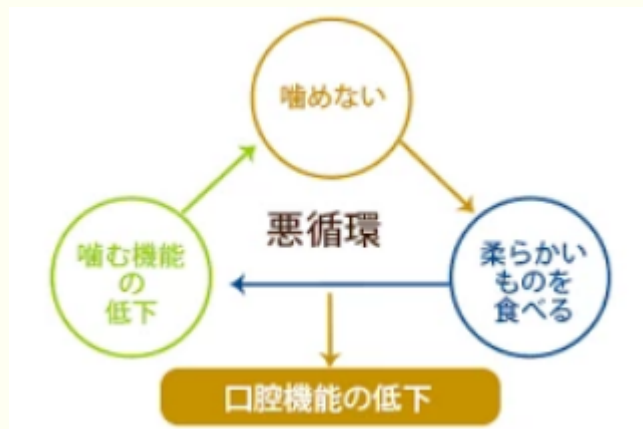 噛めない
悪循環
噛む機能
の
低下
柔らかい
ものを
食べる
口腔機能の低下